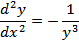 d²y/dx² = −1/y³